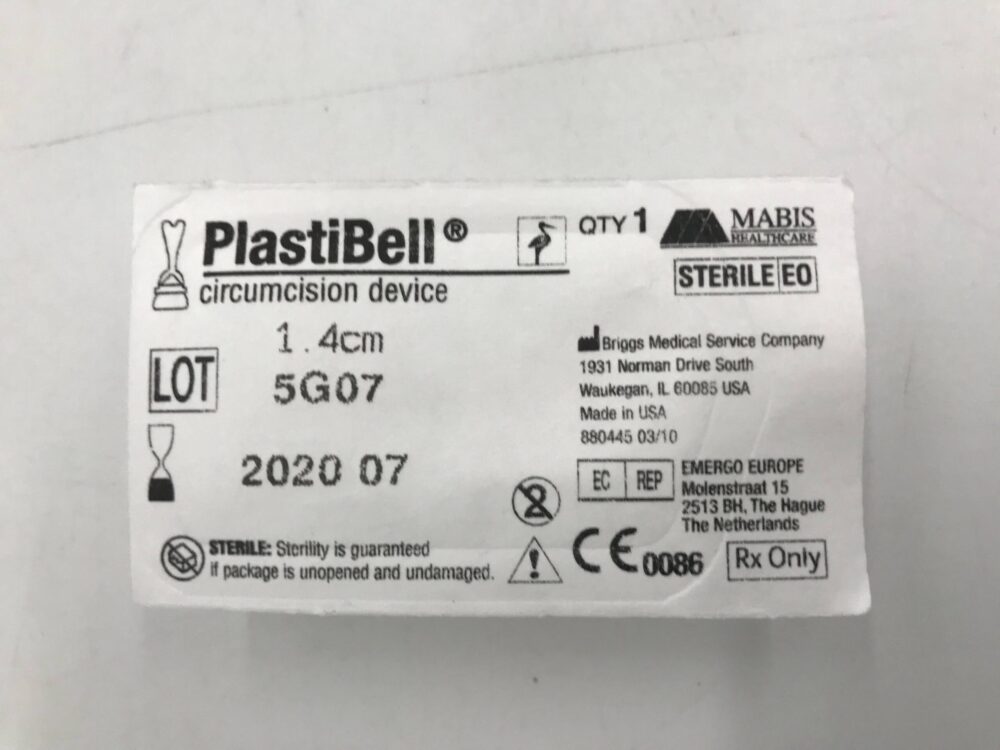 PlastiBell®
circumcision device
QTY 1
MABIS
HEALTHCARE
STERILE EO
1.4cm
LOT 5G07
2020 07
Briggs Medical Service Company
1931 Norman Drive South
Waukegan, IL 60085 USA
Made in USA
880445 03/10
EC REP
EMERGO EUROPE
Molenstraat 15
2513 BH, The Hague
The Netherlands
2
STERILE: Sterility is guaranteed
if package is unopened and undamaged.
!
CE 0086
Rx Only